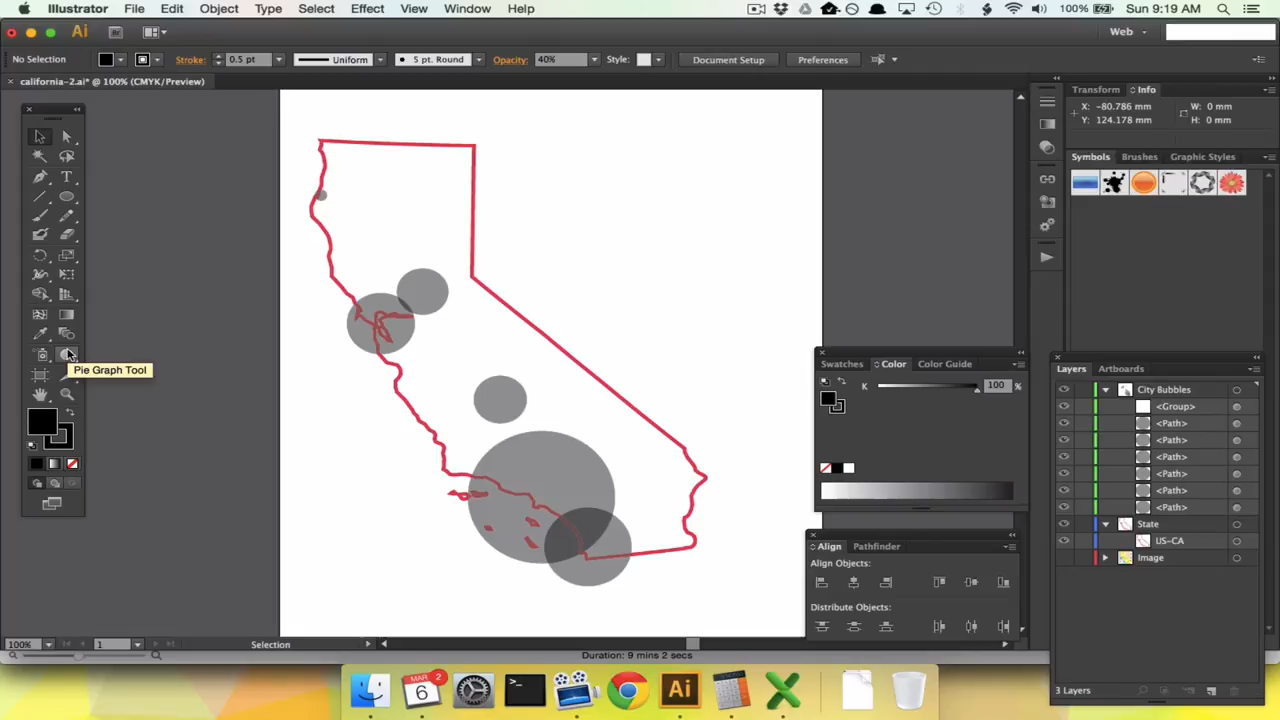 Illustrator File Edit Object Type Select Effect View Window Help 100% Sun 9:19 AM
Ai Br Web
No Selection Stroke: 0.5 pt Uniform 5 pt. Round Opacity: 40% Style: Document Setup Preferences
× california-2.ai* @ 100% (CMYK/Preview)
Transform Info
X: -80.786 mm W: 0 mm
Y: 124.178 mm H: 0 mm
Symbols Brushes Graphic Styles
T
Pie Graph Tool
Swatches Color Color Guide
K 100 %
Layers Artboards
City Bubbles
<Group>
<Path>
<Path>
<Path>
<Path>
<Path>
<Path>
State
US-CA
Image
Align Pathfinder
Align Objects:
Distribute Objects:
100% 1 Selection
Duration: 9 mins 2 secs
MAR 2
6
>_
Ai
3 Layers